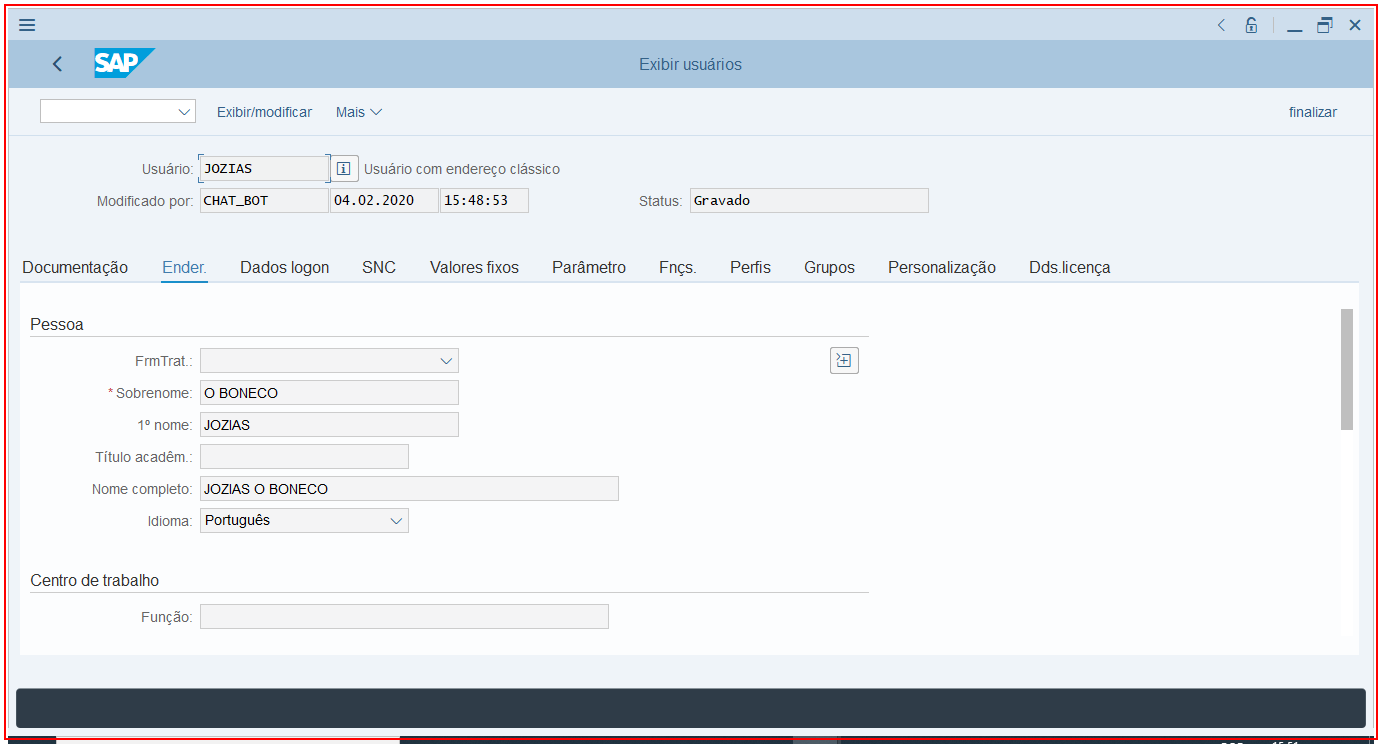 SAP
Exibir usuários
Exibir/modificar Mais finalizar
Usuário: JOZIAS Usuário com endereço clássico
Modificado por: CHAT_BOT 04.02.2020 15:48:53 Status: Gravado
Documentação Ender. Dados logon SNC Valores fixos Parâmetro Fnçs. Perfis Grupos Personalização Dds.licença
Pessoa
FrmTrat.:
* Sobrenome: O BONECO
1º nome: JOZIAS
Título acadêm.:
Nome completo: JOZIAS O BONECO
Idioma: Português
Centro de trabalho
Função: